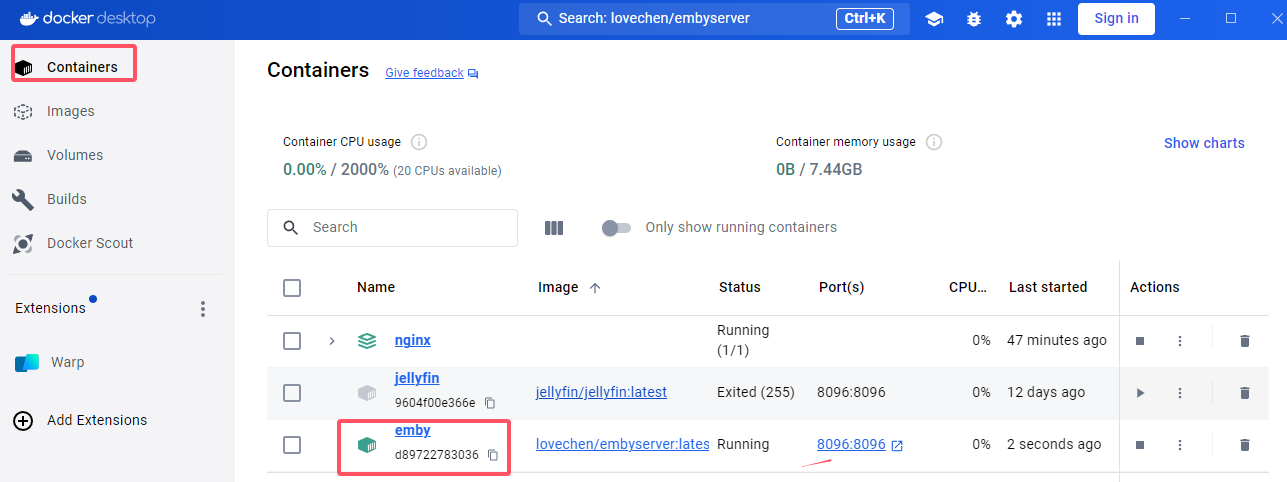 docker desktop Search: lovechen/embyserver Ctrl+K Sign in
Containers
Images
Volumes
Builds
Docker Scout
Extensions
Warp
Add Extensions
Containers Give feedback
Container CPU usage
0.00% / 2000% (20 CPUs available)
Container memory usage
0B / 7.44GB
Show charts
Search
Only show running containers
Name Image Status Port(s) CPU... Last started Actions
nginx Running (1/1) 0% 47 minutes ago
jellyfin
9604f00e366e
jellyfin/jellyfin:latest Exited (255) 8096:8096 0% 12 days ago
emby
d89722783036
lovechen/embyserver:lates Running 8096:8096 0% 2 seconds ago